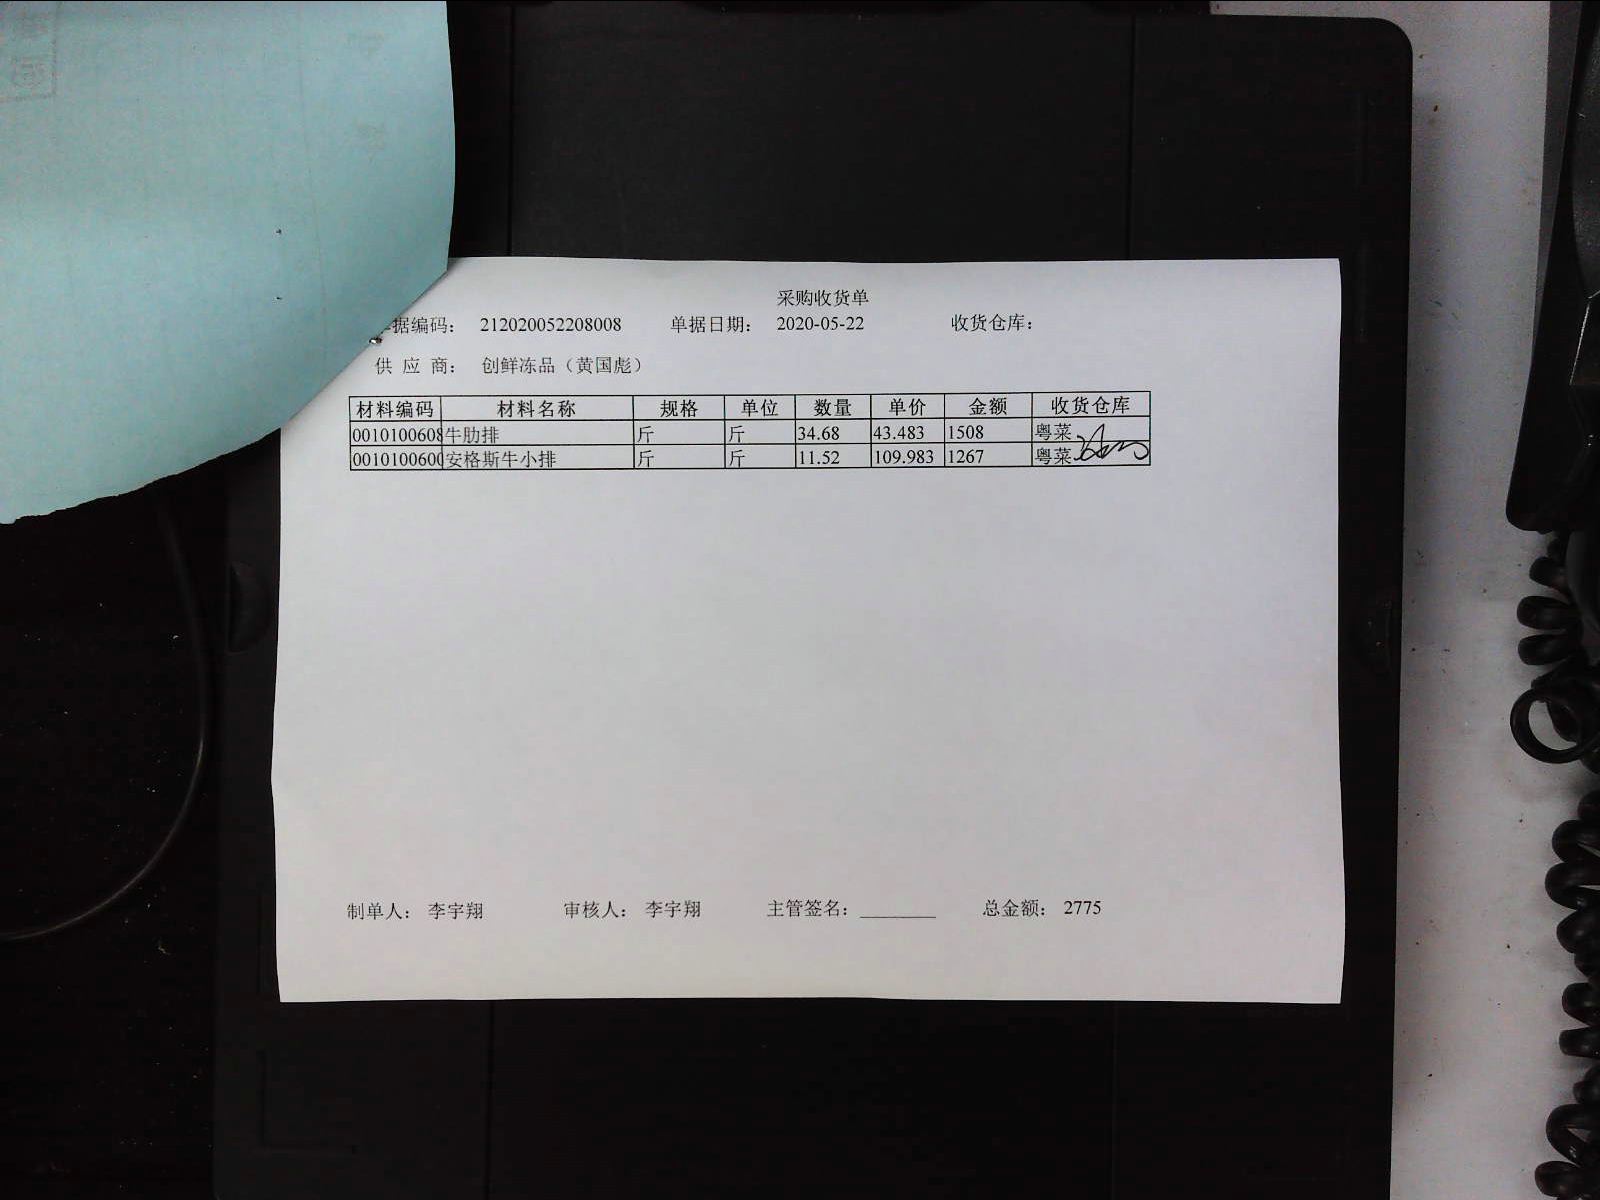 采购收货单
据编码： 212020052208008 单据日期： 2020-05-22 收货仓库：
供 应 商： 创鲜冻品（黄国彪）
材料编码 材料名称 规格 单位 数量 单价 金额 收货仓库
0010100608 牛肋排 斤 斤 34.68 43.483 1508 粤菜
0010100600 安格斯牛小排 斤 斤 11.52 109.983 1267 粤菜
制单人： 李宇翔 审核人： 李宇翔 主管签名： 总金额： 2775